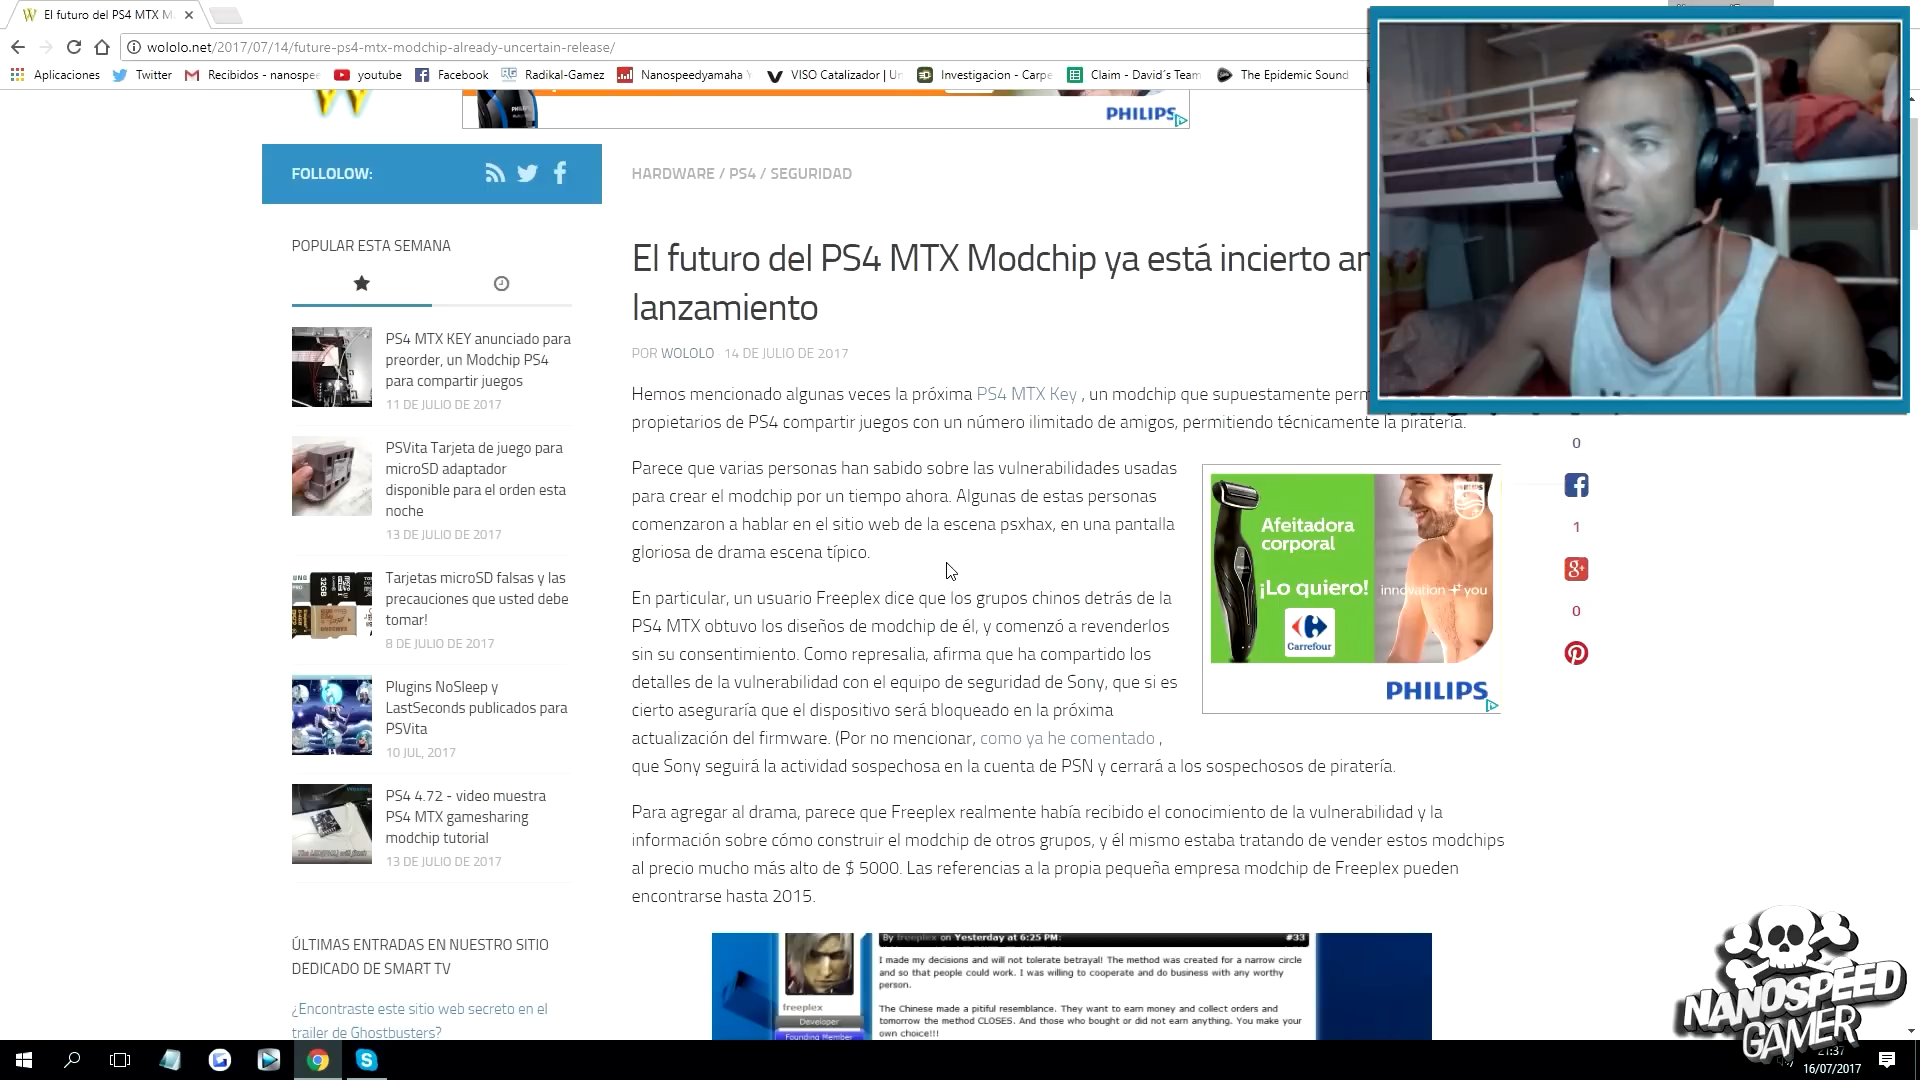 El futuro del PS4 MTX M
wololo.net/2017/07/14/future-ps4-mtx-modchip-already-uncertain-release/
Aplicaciones Twitter Recibidos - nanospe youtube Facebook Radikal-Gamez Nanospeedyamaha VISO Catalizador | Un Investigacion - Carpe Claim - David´s Team The Epidemic Sound
PHILIPS
FOLLOLOW:
HARDWARE / PS4 / SEGURIDAD
POPULAR ESTA SEMANA
PS4 MTX KEY anunciado para
preorder, un Modchip PS4
para compartir juegos
11 DE JULIO DE 2017
PSVita Tarjeta de juego para
microSD adaptador
disponible para el orden esta
noche
13 DE JULIO DE 2017
Tarjetas microSD falsas y las
precauciones que usted debe
tomar!
8 DE JULIO DE 2017
Plugins NoSleep y
LastSeconds publicados para
PSVita
10 JUL, 2017
PS4 4.72 - video muestra
PS4 MTX gamesharing
modchip tutorial
13 DE JULIO DE 2017
ÚLTIMAS ENTRADAS EN NUESTRO SITIO
DEDICADO DE SMART TV
¿Encontraste este sitio web secreto en el
trailer de Ghostbusters?
El futuro del PS4 MTX Modchip ya está incierto an
lanzamiento
POR WOLOLO 14 DE JULIO DE 2017
Hemos mencionado algunas veces la próxima PS4 MTX Key , un modchip que supuestamente perm
propietarios de PS4 compartir juegos con un número ilimitado de amigos, permitiendo técnicamente la piratería.
Parece que varias personas han sabido sobre las vulnerabilidades usadas
para crear el modchip por un tiempo ahora. Algunas de estas personas
comenzaron a hablar en el sitio web de la escena psxhax, en una pantalla
gloriosa de drama escena típico.
En particular, un usuario Freeplex dice que los grupos chinos detrás de la
PS4 MTX obtuvo los diseños de modchip de él, y comenzó a revenderlos
sin su consentimiento. Como represalia, afirma que ha compartido los
detalles de la vulnerabilidad con el equipo de seguridad de Sony, que si es
cierto aseguraría que el dispositivo será bloqueado en la próxima
actualización del firmware. (Por no mencionar, como ya he comentado ,
que Sony seguirá la actividad sospechosa en la cuenta de PSN y cerrará a los sospechosos de piratería.
Para agregar al drama, parece que Freeplex realmente había recibido el conocimiento de la vulnerabilidad y la
información sobre cómo construir el modchip de otros grupos, y él mismo estaba tratando de vender estos modchips
al precio mucho más alto de $ 5000. Las referencias a la propia pequeña empresa modchip de Freeplex pueden
encontrarse hasta 2015.
Afeitadora
corporal
¡Lo quiero!
innovation + you
Carrefour
PHILIPS
0
1
0
By freeplex on Yesterday at 6:25 PM: #33
I made my decisions and will not tolerate betrayal! The method was created for a narrow circle
and so that people could work. I was willing to cooperate and do business with any worthy
person.
The Chinese made a pitiful resemblance. They want to earn money and collect orders and
tomorrow the method CLOSES. And those who bought or did not earn anything. You make your
own choice!!!
freeplex
Developer
Founding Member
NANOSPEED
GAMER
21:37
16/07/2017